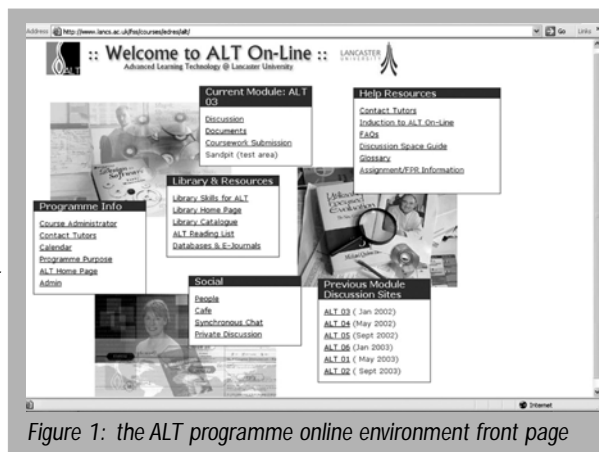 Address http://www.lancs.ac.uk/fss/courses/edres/alt/ Go Links
ALT :: Welcome to ALT On-Line :: LANCASTER UNIVERSITY
Advanced Learning Technology @ Lancaster University
Current Module: ALT 03
Discussion
Documents
Coursework Submission
Sandpit (test area)
Help Resources
Contact Tutors
Induction to ALT On-Line
FAQs
Discussion Space Guide
Glossary
Assignment/FPR Information
Library & Resources
Library Skills for ALT
Library Home Page
Library Catalogue
ALT Reading List
Databases & E-Journals
Programme Info
Course Administrator
Contact Tutors
Calendar
Programme Purpose
ALT Home Page
Admin
Utilization
Focused
Evaluation
Social
People
Cafe
Synchronous Chat
Private Discussion
Previous Module
Discussion Sites
ALT 03 ( Jan 2002)
ALT 04 (May 2002)
ALT 05 (Sept 2002)
ALT 06 (Jan 2003)
ALT 01 ( May 2003)
ALT 02 ( Sept 2003)
Internet
Figure 1: the ALT programme online environment front page